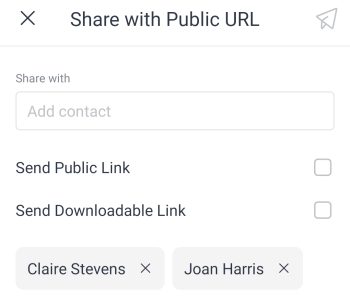 Share with Public URL
Share with
Add contact
Send Public Link
Send Downloadable Link
Claire Stevens Joan Harris